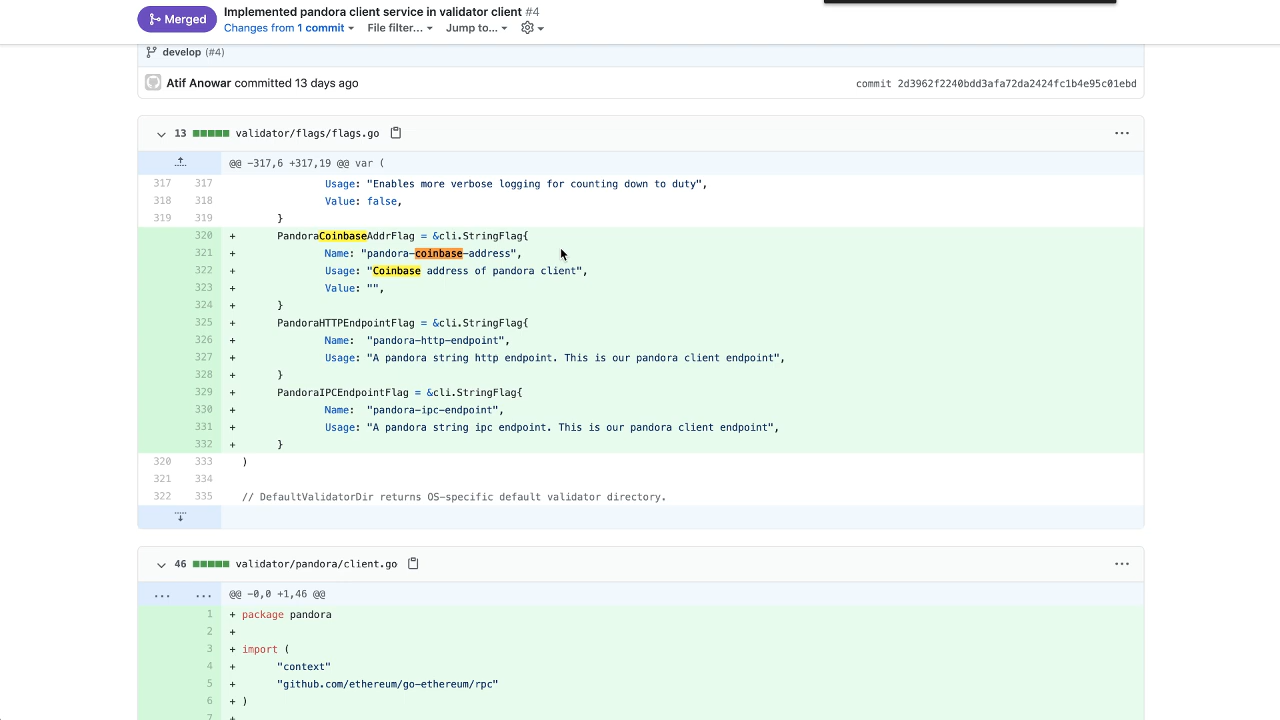 Merged
Implemented pandora client service in validator client #4
Changes from 1 commit
File filter...
Jump to...
develop (#4)
Atif Anowar committed 13 days ago
commit 2d3962f2240bdd3afa72da2424fc1b4e95c01ebd
13 validator/flags/flags.go
@@ -317,6 +317,19 @@ var (
317 317 Usage: "Enables more verbose logging for counting down to duty",
318 318 Value: false,
319 319 }
320 + PandoraCoinbaseAddrFlag = &cli.StringFlag{
321 + Name: "pandora-coinbase-address",
322 + Usage: "Coinbase address of pandora client",
323 + Value: "",
324 + }
325 + PandoraHTTPEndpointFlag = &cli.StringFlag{
326 + Name: "pandora-http-endpoint",
327 + Usage: "A pandora string http endpoint. This is our pandora client endpoint",
328 + }
329 + PandoraIPCEndpointFlag = &cli.StringFlag{
330 + Name: "pandora-ipc-endpoint",
331 + Usage: "A pandora string ipc endpoint. This is our pandora client endpoint",
332 + }
320 333 )
321 334
322 335 // DefaultValidatorDir returns OS-specific default validator directory.
46 validator/pandora/client.go
... ... @@ -0,0 +1,46 @@
1 + package pandora
2 +
3 + import (
4 + "context"
5 + "github.com/ethereum/go-ethereum/rpc"
6 + )
7 +